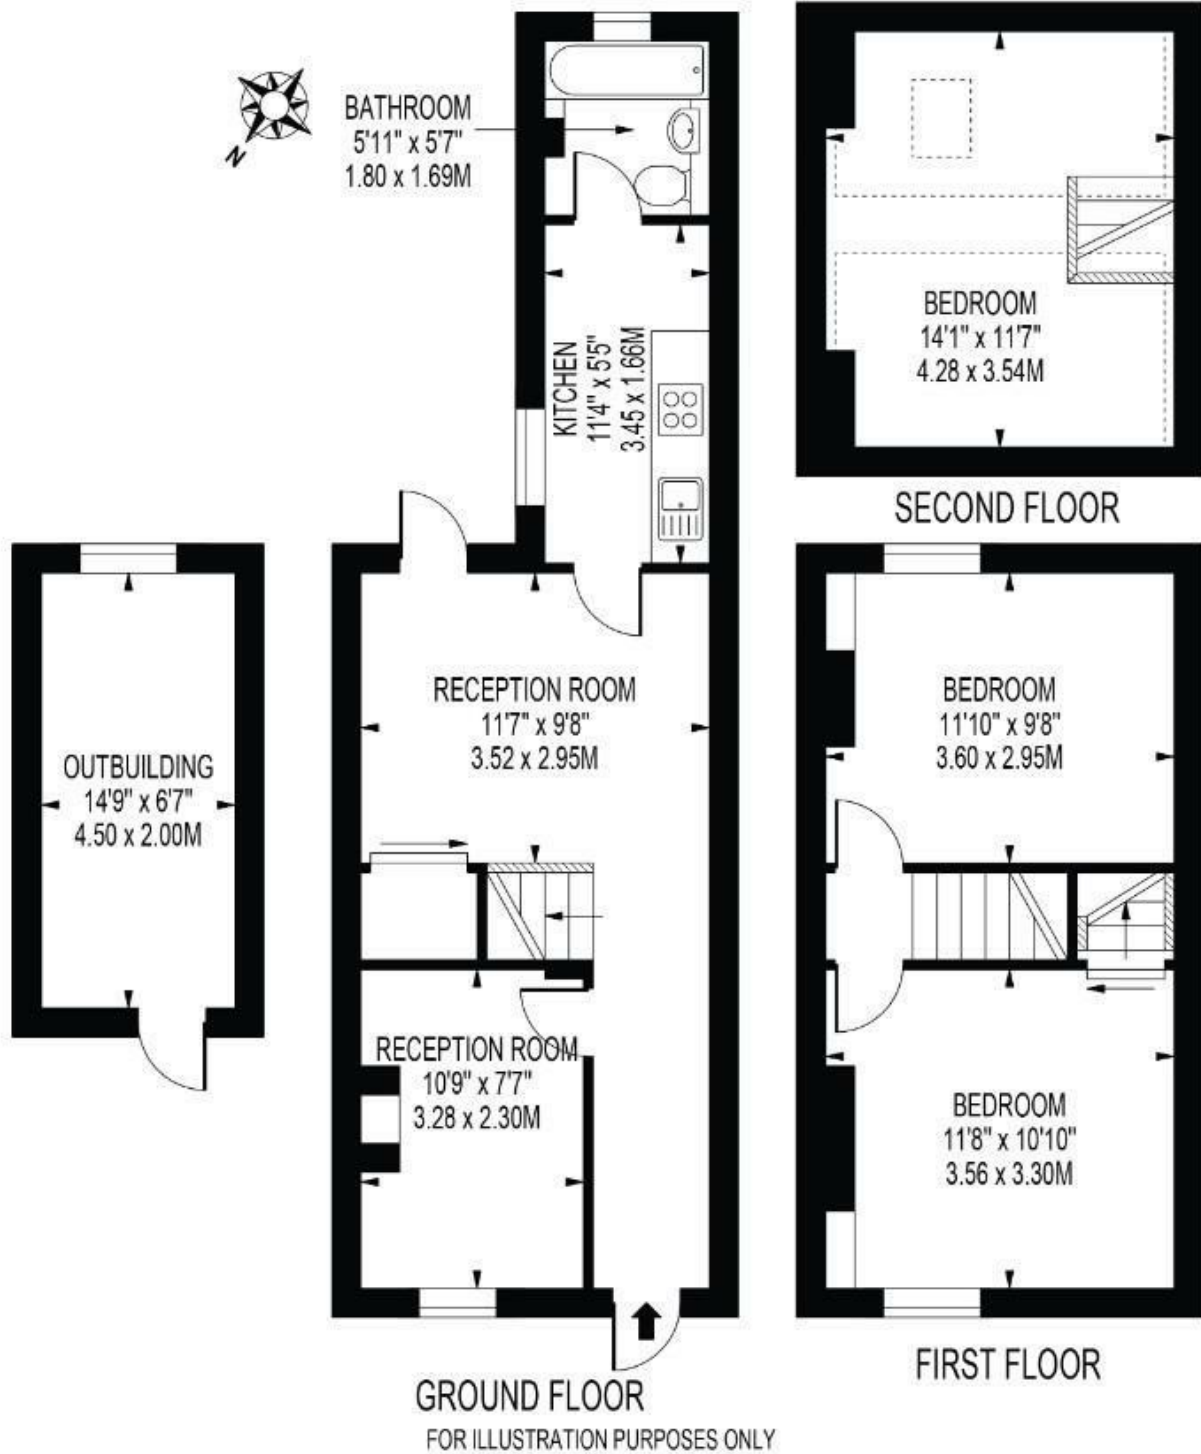 N
BATHROOM
5'11" x 5'7"
1.80 x 1.69M
KITCHEN
11'4" x 5'5"
3.45 x 1.66M
BEDROOM
14'1" x 11'7"
4.28 x 3.54M
SECOND FLOOR
OUTBUILDING
14'9" x 6'7"
4.50 x 2.00M
RECEPTION ROOM
11'7" x 9'8"
3.52 x 2.95M
BEDROOM
11'10" x 9'8"
3.60 x 2.95M
RECEPTION ROOM
10'9" x 7'7"
3.28 x 2.30M
BEDROOM
11'8" x 10'10"
3.56 x 3.30M
GROUND FLOOR
FIRST FLOOR
FOR ILLUSTRATION PURPOSES ONLY